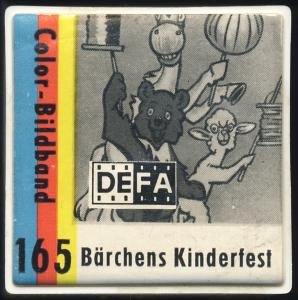 Color-Bildband
DEFA
165 Bärchens Kinderfest